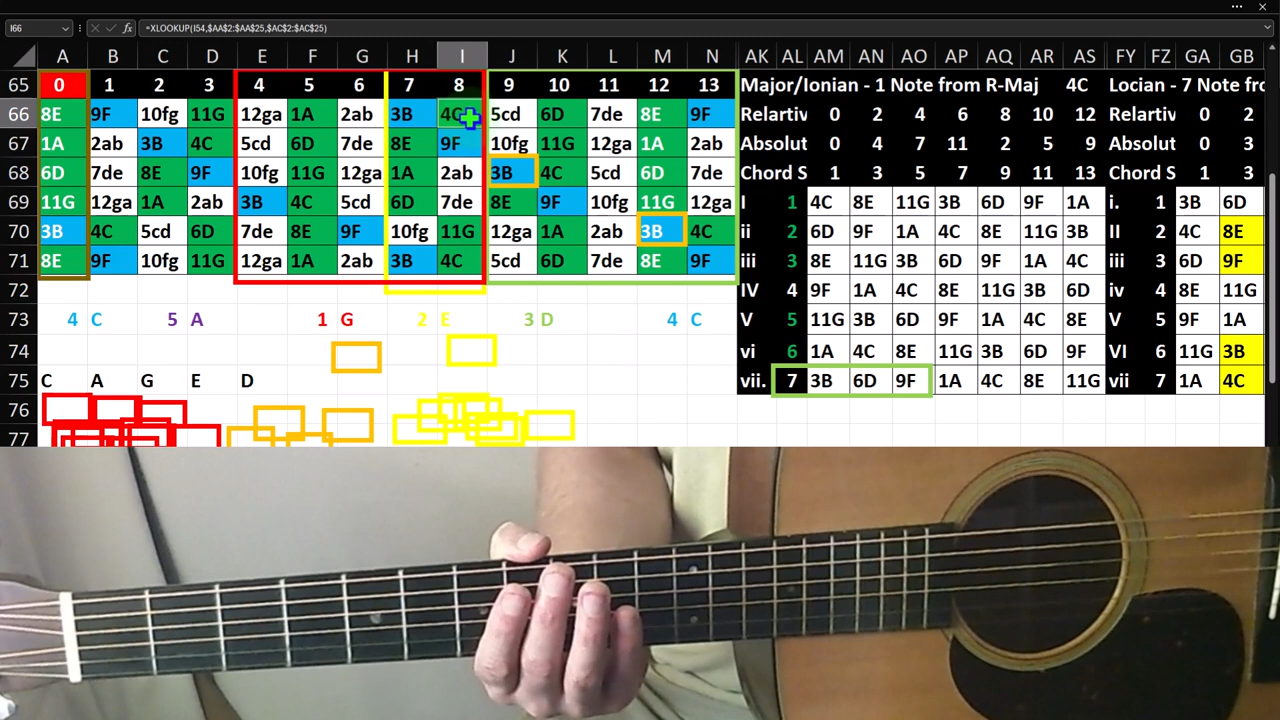 I66 =XLOOKUP(I54,$AA$2:$AA$25,$AC$2:$AC$25)
A B C D E F G H I J K L M N AK AL AM AN AO AP AQ AR AS FY FZ GA GB
65 0 1 2 3 4 5 6 7 8 9 10 11 12 13 Major/Ionian - 1 Note from R-Maj 4C Locian - 7 Note fr
66 8E 9F 10fg 11G 12ga 1A 2ab 3B 4C 5cd 6D 7de 8E 9F Relartiv 0 2 4 6 8 10 12 Relartiv 0 2
67 1A 2ab 3B 4C 5cd 6D 7de 8E 9F 10fg 11G 12ga 1A 2ab Absolut 0 4 7 11 2 5 9 Absolut 0 3
68 6D 7de 8E 9F 10fg 11G 12ga 1A 2ab 3B 4C 5cd 6D 7de Chord S 1 3 5 7 9 11 13 Chord S 1 3
69 11G 12ga 1A 2ab 3B 4C 5cd 6D 7de 8E 9F 10fg 11G 12ga I 1 4C 8E 11G 3B 6D 9F 1A i. 1 3B 6D
70 3B 4C 5cd 6D 7de 8E 9F 10fg 11G 12ga 1A 2ab 3B 4C ii 2 6D 9F 1A 4C 8E 11G 3B II 2 4C 8E
71 8E 9F 10fg 11G 12ga 1A 2ab 3B 4C 5cd 6D 7de 8E 9F iii 3 8E 11G 3B 6D 9F 1A 4C iii 3 6D 9F
72 IV 4 9F 1A 4C 8E 11G 3B 6D iv 4 8E 11G
73 4 C 5 A 1 G 2 E 3 D 4 C V 5 11G 3B 6D 9F 1A 4C 8E V 5 9F 1A
74 vi 6 1A 4C 8E 11G 3B 6D 9F VI 6 11G 3B
75 C A G E D vii. 7 3B 6D 9F 1A 4C 8E 11G vii 7 1A 4C
76
77